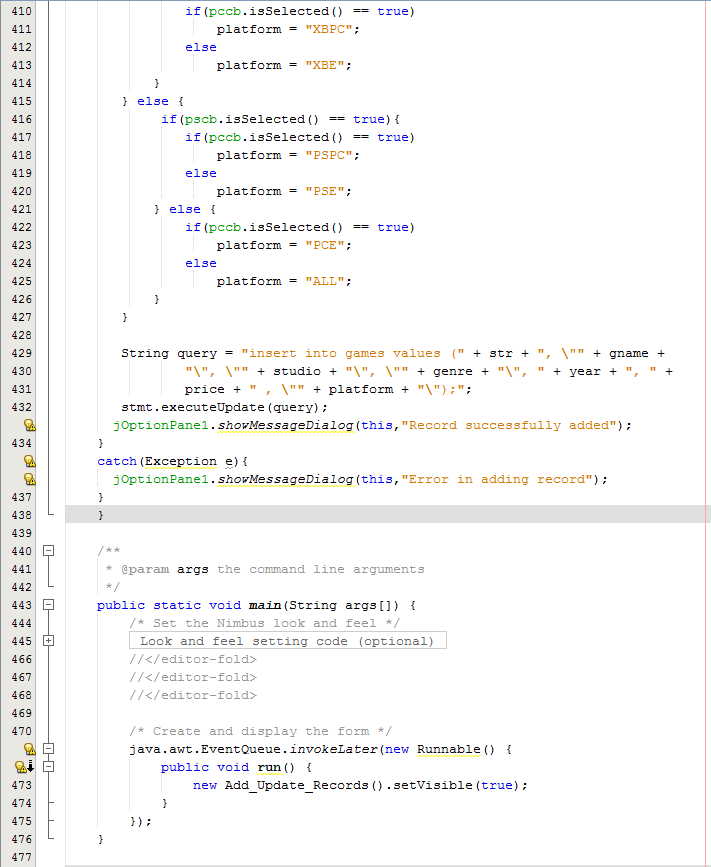 410 if(pccb.isSelected() == true)
411 platform = "XBPC";
412 else
413 platform = "XBE";
414 }
415 } else {
416 if(pscb.isSelected() == true){
417 if(pccb.isSelected() == true)
418 platform = "PSPC";
419 else
420 platform = "PSE";
421 } else {
422 if(pccb.isSelected() == true)
423 platform = "PCE";
424 else
425 platform = "ALL";
426 }
427 }
428
429 String query = "insert into games values (" + str + ", \"" + gname +
430 "\", \"" + studio + "\", \"" + genre + "\", " + year + ", " +
431 price + " , \"" + platform + "\");";
432 stmt.executeUpdate(query);
jOptionPane1.showMessageDialog(this,"Record successfully added");
434 }
catch(Exception e){
jOptionPane1.showMessageDialog(this,"Error in adding record");
437 }
438 }
439
440 /**
441 * @param args the command line arguments
442 */
443 public static void main(String args[]) {
444 /* Set the Nimbus look and feel */
445 Look and feel setting code (optional)
466 //</editor-fold>
467 //</editor-fold>
468 //</editor-fold>
469
470 /* Create and display the form */
java.awt.EventQueue.invokeLater(new Runnable() {
public void run() {
473 new Add_Update_Records().setVisible(true);
474 }
475 });
476 }
477